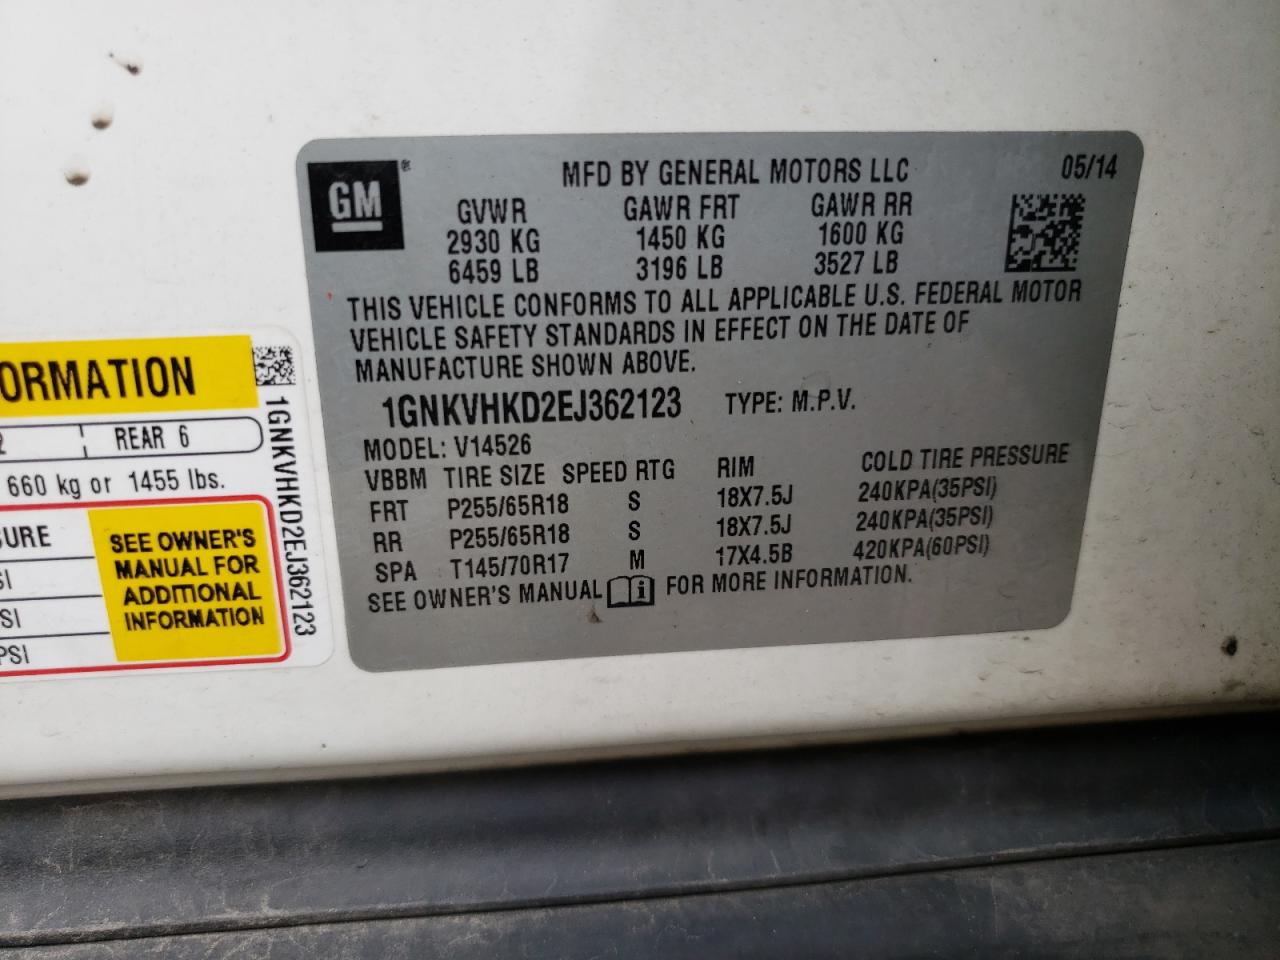 GM®
MFD BY GENERAL MOTORS LLC 05/14
GVWR GAWR FRT GAWR RR
2930 KG 1450 KG 1600 KG
6459 LB 3196 LB 3527 LB
THIS VEHICLE CONFORMS TO ALL APPLICABLE U.S. FEDERAL MOTOR
VEHICLE SAFETY STANDARDS IN EFFECT ON THE DATE OF
MANUFACTURE SHOWN ABOVE.
1GNKVHKD2EJ362123 TYPE: M.P.V.
MODEL: V14526
VBBM TIRE SIZE SPEED RTG RIM COLD TIRE PRESSURE
FRT P255/65R18 S 18X7.5J 240KPA(35PSI)
RR P255/65R18 S 18X7.5J 240KPA(35PSI)
SPA T145/70R17 M 17X4.5B 420KPA(60PSI)
SEE OWNER'S MANUAL i FOR MORE INFORMATION.
ORMATION
2 REAR 6
660 kg or 1455 lbs.
SURE
SI
SI
PSI
SEE OWNER'S
MANUAL FOR
ADDITIONAL
INFORMATION
1GNKVHKD2EJ362123